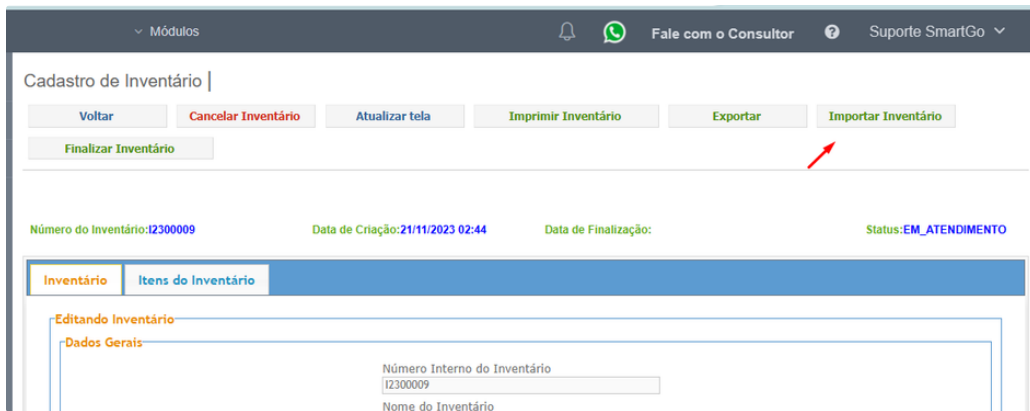 Módulos Fale com o Consultor ? Suporte SmartGo
Cadastro de Inventário
Voltar Cancelar Inventário Atualizar tela Imprimir Inventário Exportar Importar Inventário
Finalizar Inventário
Número do Inventário:I2300009 Data de Criação:21/11/2023 02:44 Data de Finalização: Status:EM_ATENDIMENTO
Inventário Itens do Inventário
Editando Inventário
Dados Gerais
Número Interno do Inventário
I2300009
Nome do Inventário